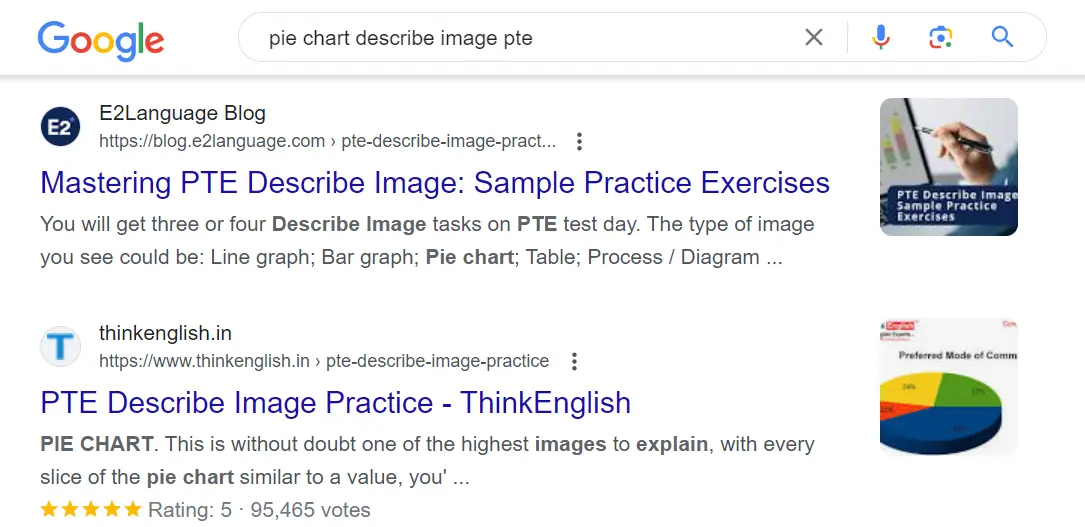 Google
pie chart describe image pte
E2
E2Language Blog
https://blog.e2language.com › pte-describe-image-pract...
Mastering PTE Describe Image: Sample Practice Exercises
You will get three or four Describe Image tasks on PTE test day. The type of image
you see could be: Line graph; Bar graph; Pie chart; Table; Process / Diagram ...
PTE Describe Image
Sample Practice
Exercises
T
thinkenglish.in
https://www.thinkenglish.in › pte-describe-image-practice
PTE Describe Image Practice - ThinkEnglish
PIE CHART. This is without doubt one of the highest images to explain, with every
slice of the pie chart similar to a value, you' ...
Rating: 5 · 95,465 votes
English
Preferred Mode of Comm
24%